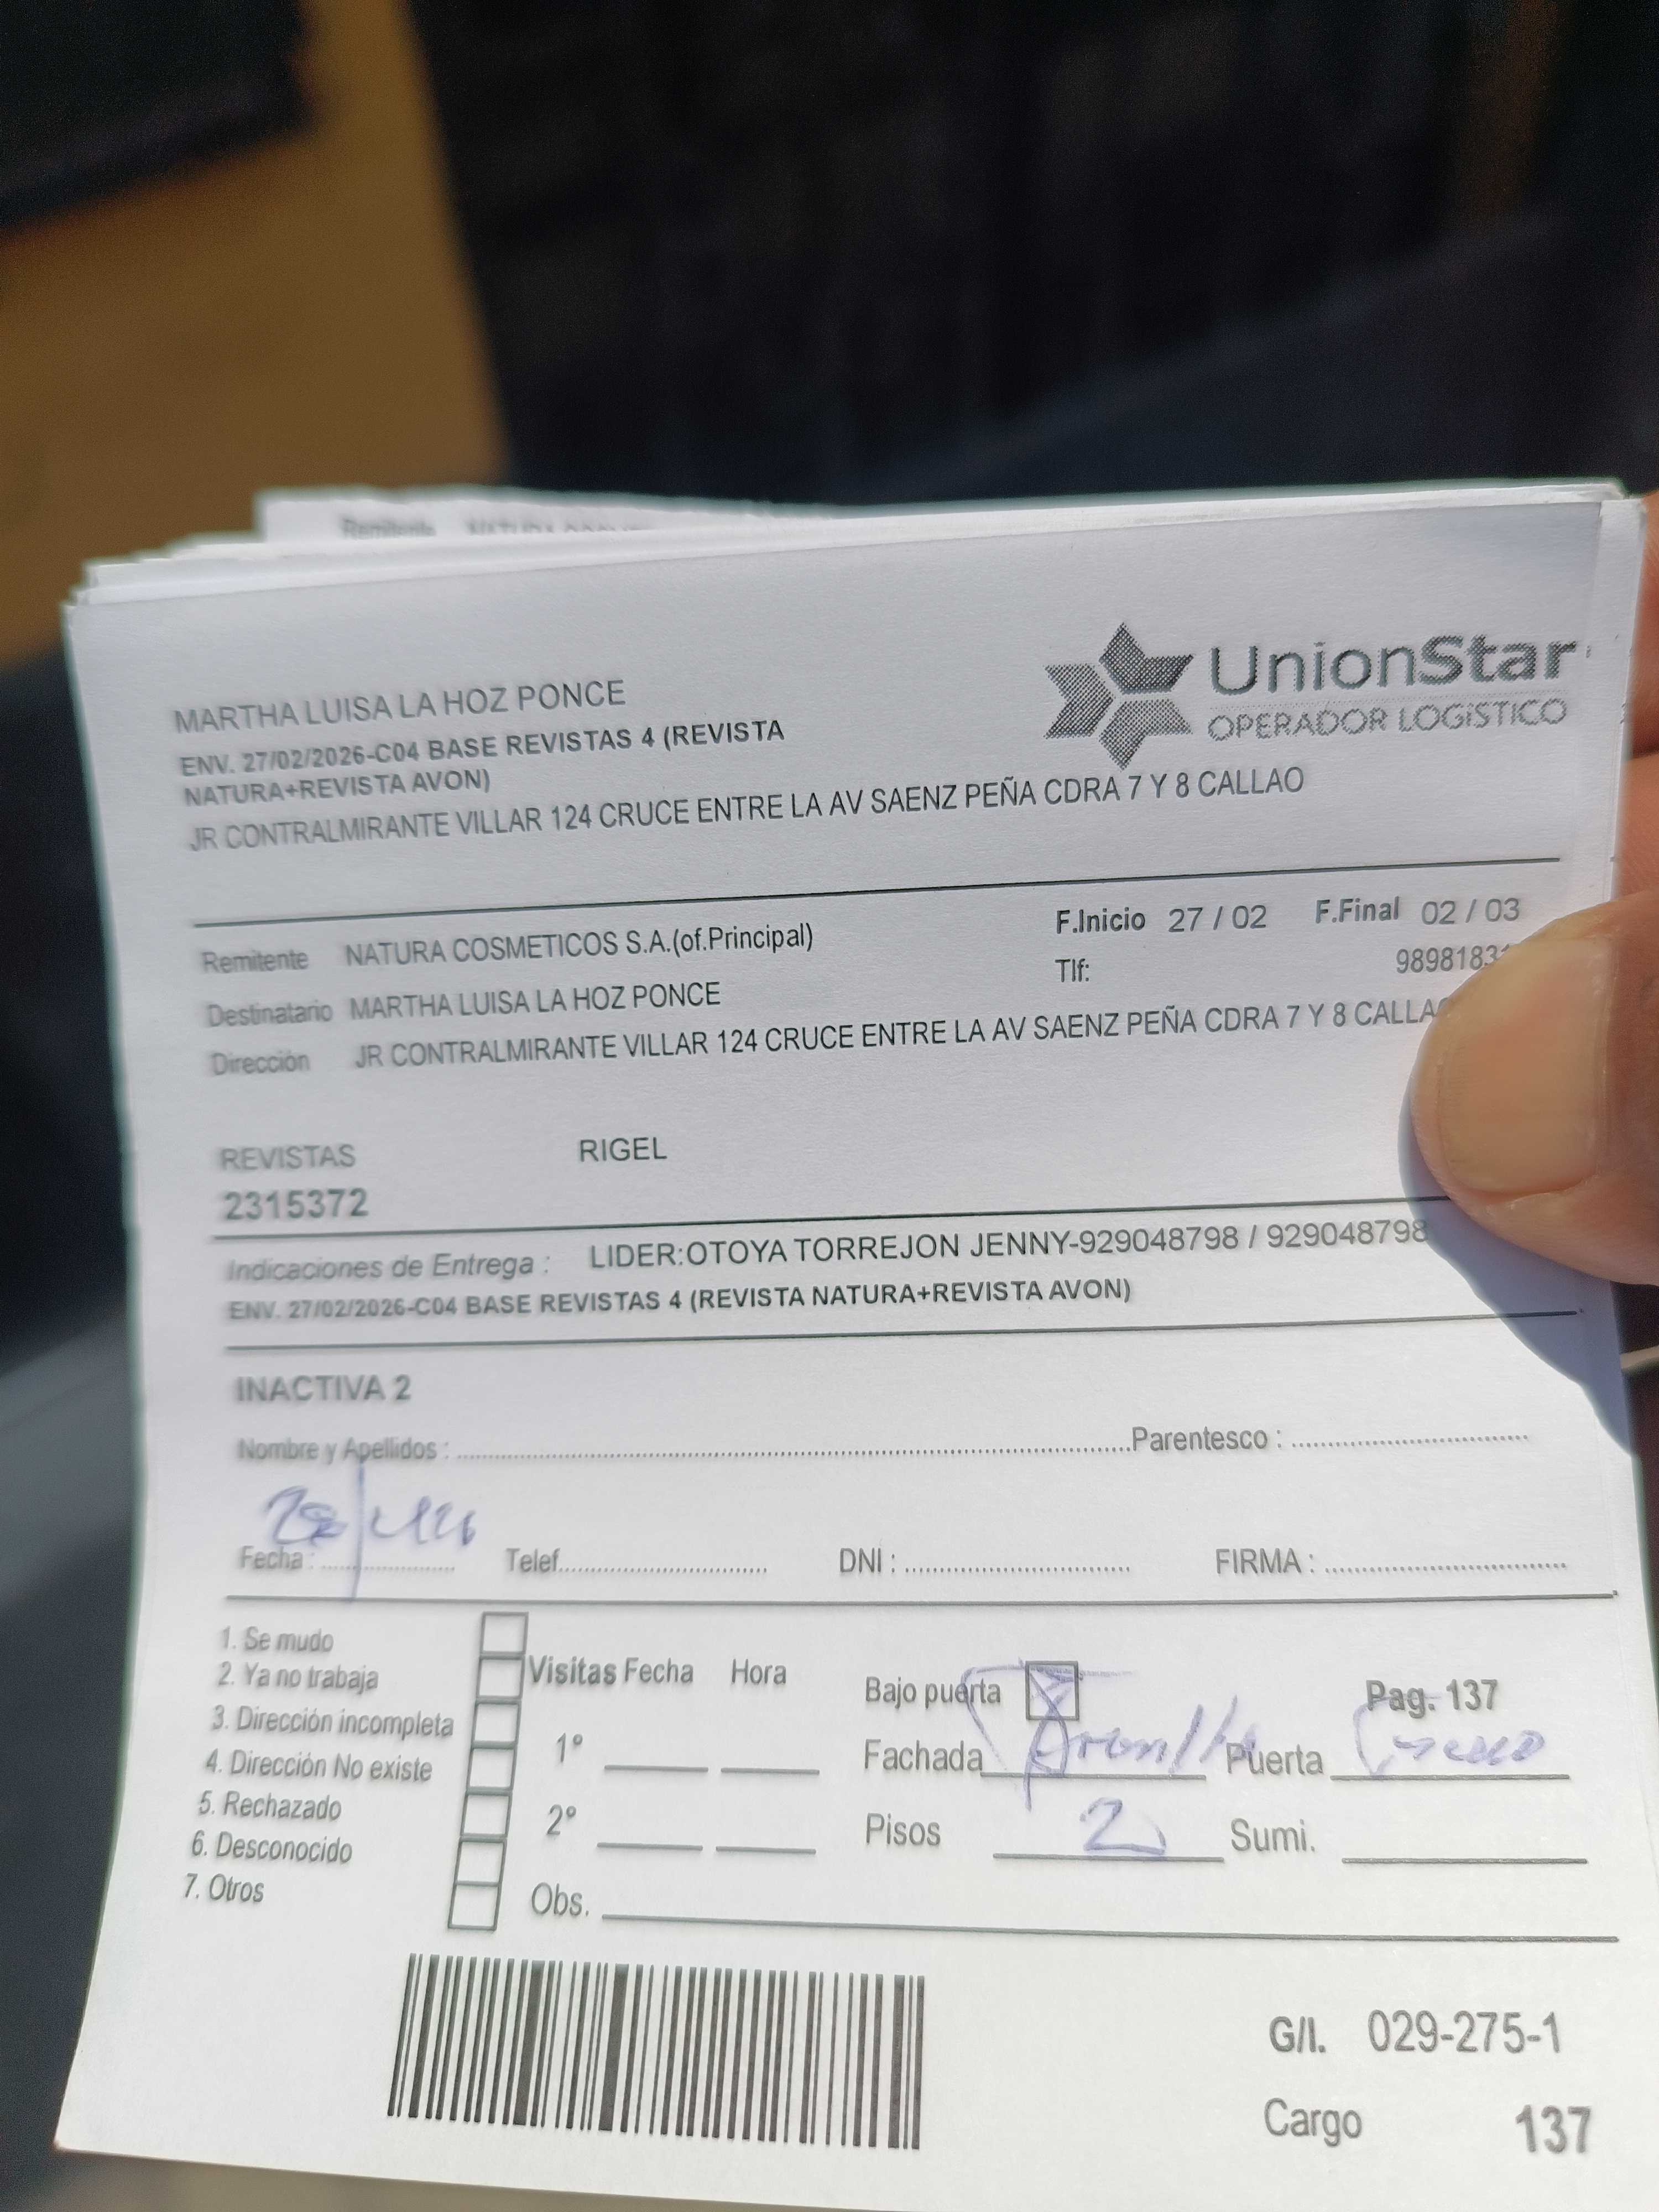 MARTHA LUISA LA HOZ PONCE
ENV. 27/02/2026-C04 BASE REVISTAS 4 (REVISTA
NATURA+REVISTA AVON)
JR CONTRALMIRANTE VILLAR 124 CRUCE ENTRE LA AV SAENZ PEÑA CDRA 7 Y 8 CALLAO
UnionStar
OPERADOR LOGíSTICO
Remitente NATURA COSMETICOS S.A.(of.Principal)
F.Inicio 27 / 02 F.Final 02 / 03
Tlf: 9898183
Destinatario MARTHA LUISA LA HOZ PONCE
Dirección JR CONTRALMIRANTE VILLAR 124 CRUCE ENTRE LA AV SAENZ PEÑA CDRA 7 Y 8 CALLA
REVISTAS RIGEL
2315372
Indicaciones de Entrega : LIDER:OTOYA TORREJON JENNY-929048798 / 929048798
ENV. 27/02/2026-C04 BASE REVISTAS 4 (REVISTA NATURA+REVISTA AVON)
INACTIVA 2
Nombre y Apellidos : Parentesco :
Fecha : Telef. DNI : FIRMA :
1. Se mudo
2. Ya no trabaja
3. Dirección incompleta
4. Dirección No existe
5. Rechazado
6. Desconocido
7. Otros
Visitas Fecha Hora
1°
2°
Obs.
Bajo puerta Pag. 137
Fachada Puerta
Pisos 2 Sumi.
G/I. 029-275-1
Cargo 137